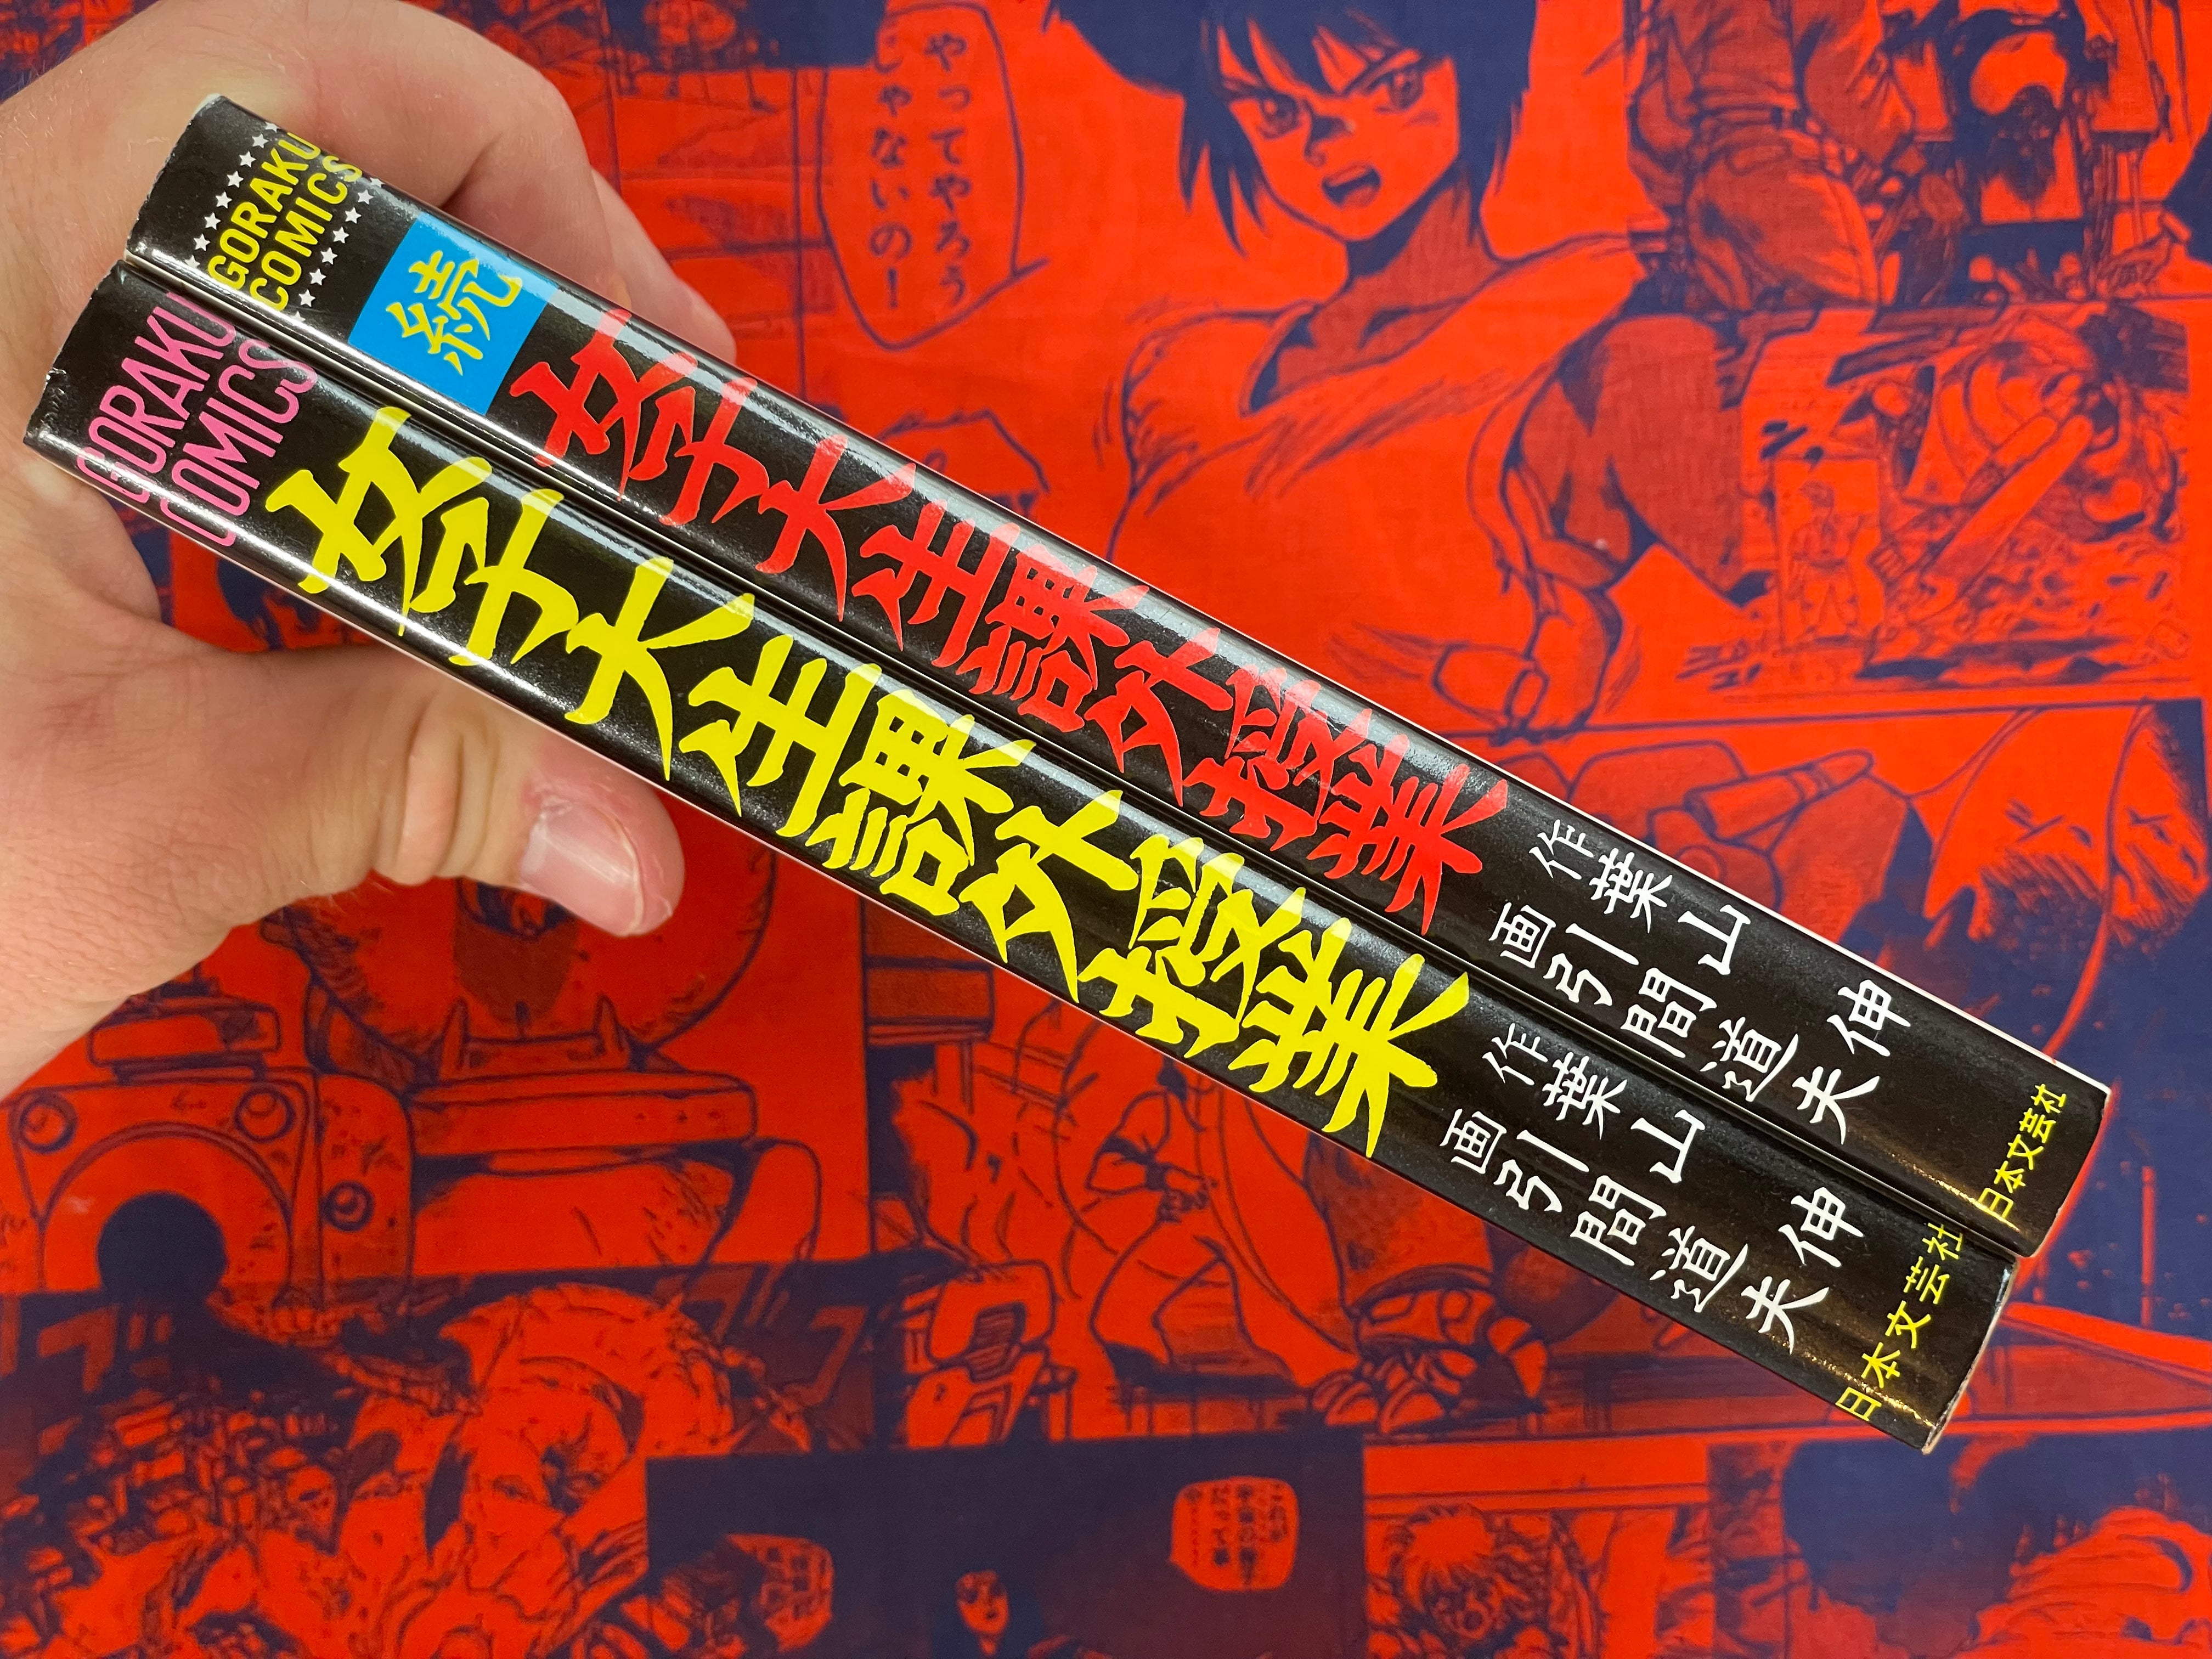 GORAKU
COMICS
続
女子大生課外授業
作葉山 伸
画引間道夫
日本文芸社
GORAKU
COMICS
女子大生課外授業
作葉山 伸
画引間道夫
日本文芸社
やってやろう
じゃないの!